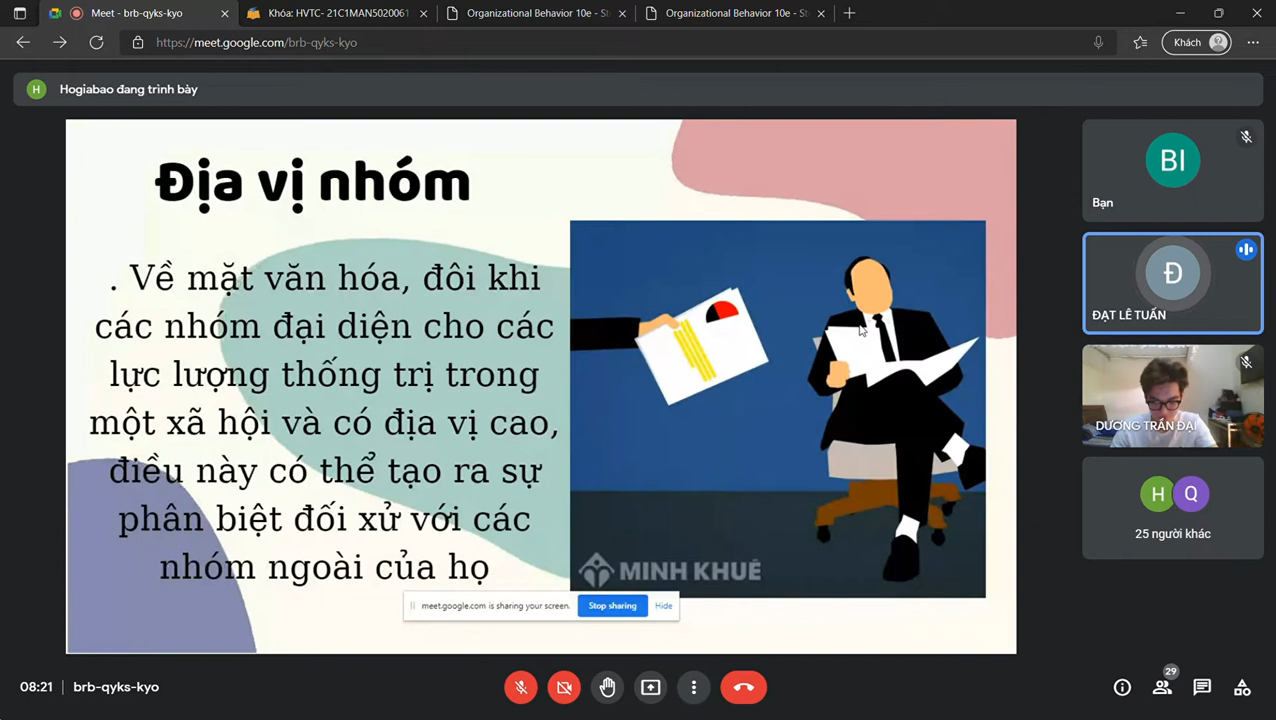 Meet - brb-qyks-kyo
Khóa: HVTC- 21C1MAN5020061
Organizational Behavior 10e - St
Organizational Behavior 10e - St
https://meet.google.com/brb-qyks-kyo
Khách
H
Hogiabao đang trình bày
Địa vị nhóm
. Về mặt văn hóa, đôi khi
các nhóm đại diện cho các
lực lượng thống trị trong
một xã hội và có địa vị cao,
điều này có thể tạo ra sự
phân biệt đối xử với các
nhóm ngoài của họ
MINH KHUÊ
meet.google.com is sharing your screen.
Stop sharing
Hide
BI
Bạn
Đ
ĐẠT LÊ TUẤN
DƯƠNG TRẦN ĐẠI
H
Q
25 người khác
08:21
brb-qyks-kyo
29